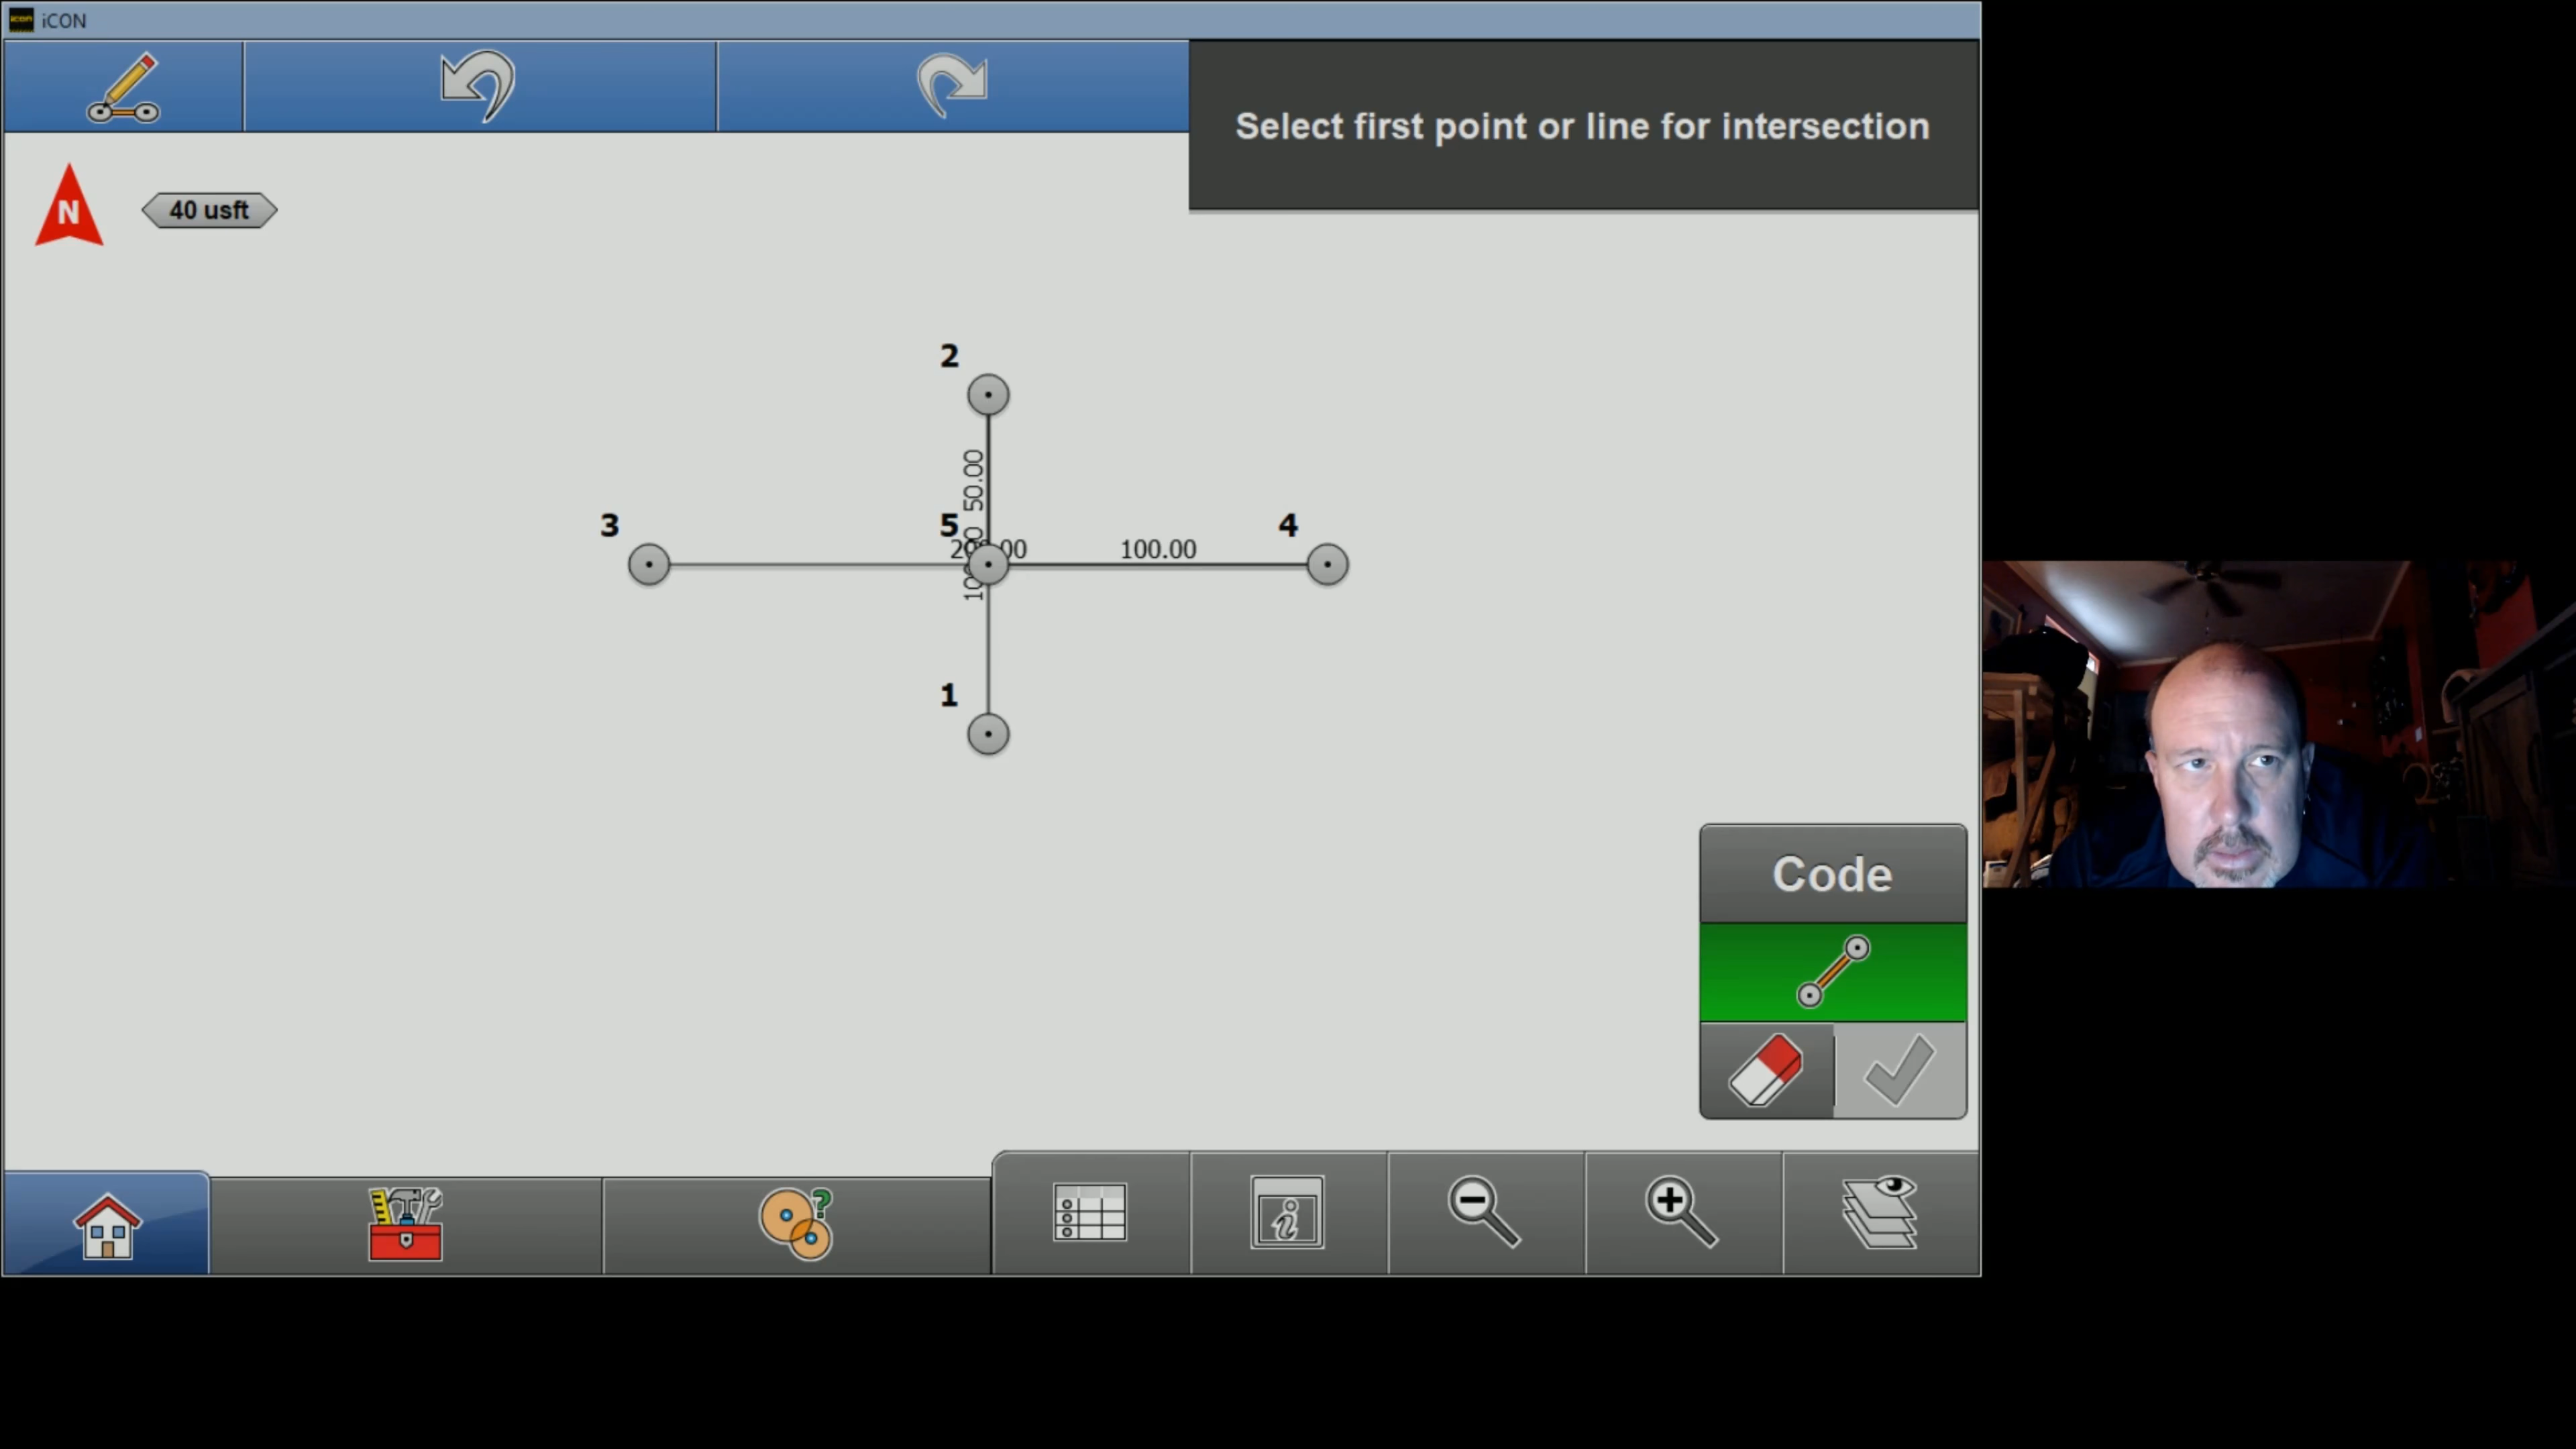 iCON
Select first point or line for intersection
N
40 usft
2
50.00
3
5
4
100.00
1
Code